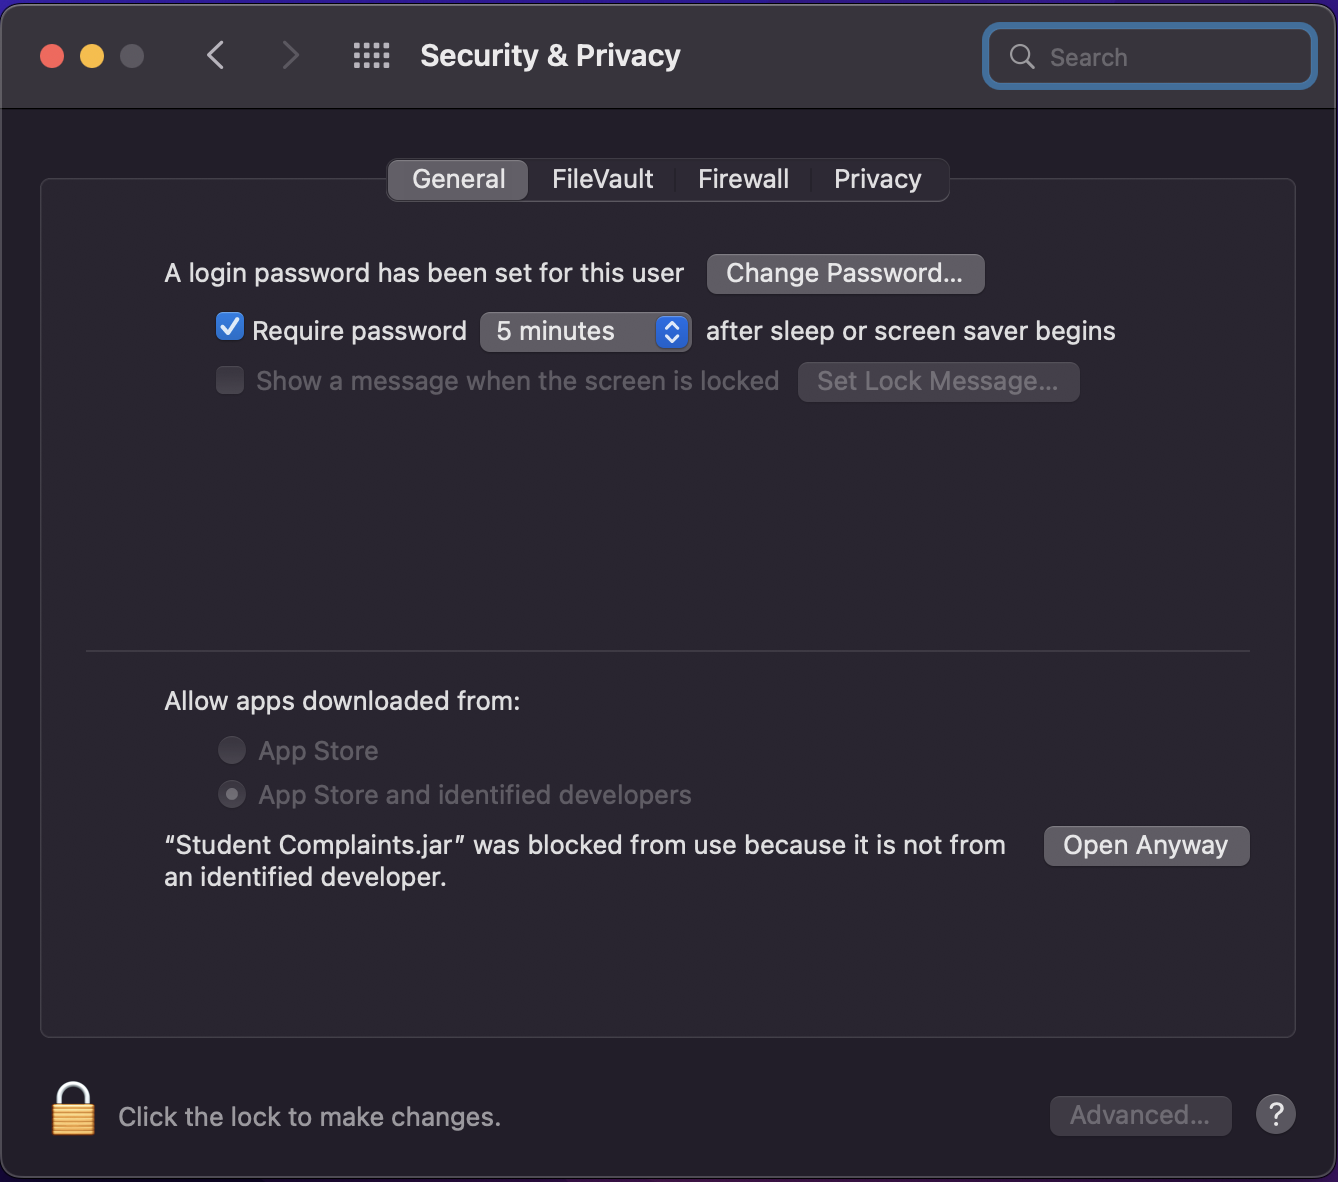 Security & Privacy
Search
General FileVault Firewall Privacy
A login password has been set for this user Change Password...
Require password 5 minutes after sleep or screen saver begins
Show a message when the screen is locked Set Lock Message...
Allow apps downloaded from:
App Store
App Store and identified developers
“Student Complaints.jar” was blocked from use because it is not from Open Anyway
an identified developer.
Click the lock to make changes. Advanced... ?